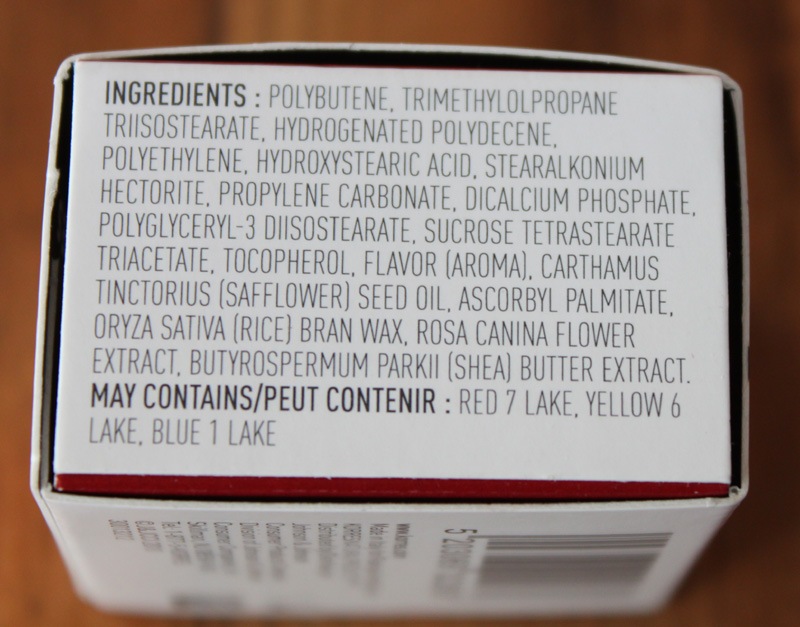 INGREDIENTS : POLYBUTENE, TRIMETHYLOLPROPANE
TRIISOSTEARATE, HYDROGENATED POLYDECENE,
POLYETHYLENE, HYDROXYSTEARIC ACID, STEARALKONIUM
HECTORITE, PROPYLENE CARBONATE, DICALCIUM PHOSPHATE,
POLYGLYCERYL-3 DIISOSTEARATE, SUCROSE TETRASTEARATE
TRIACETATE, TOCOPHEROL, FLAVOR (AROMA), CARTHAMUS
TINCTORIUS (SAFFLOWER) SEED OIL, ASCORBYL PALMITATE,
ORYZA SATIVA (RICE) BRAN WAX, ROSA CANINA FLOWER
EXTRACT, BUTYROSPERMUM PARKII (SHEA) BUTTER EXTRACT.
MAY CONTAINS/PEUT CONTENIR : RED 7 LAKE, YELLOW 6
LAKE, BLUE 1 LAKE